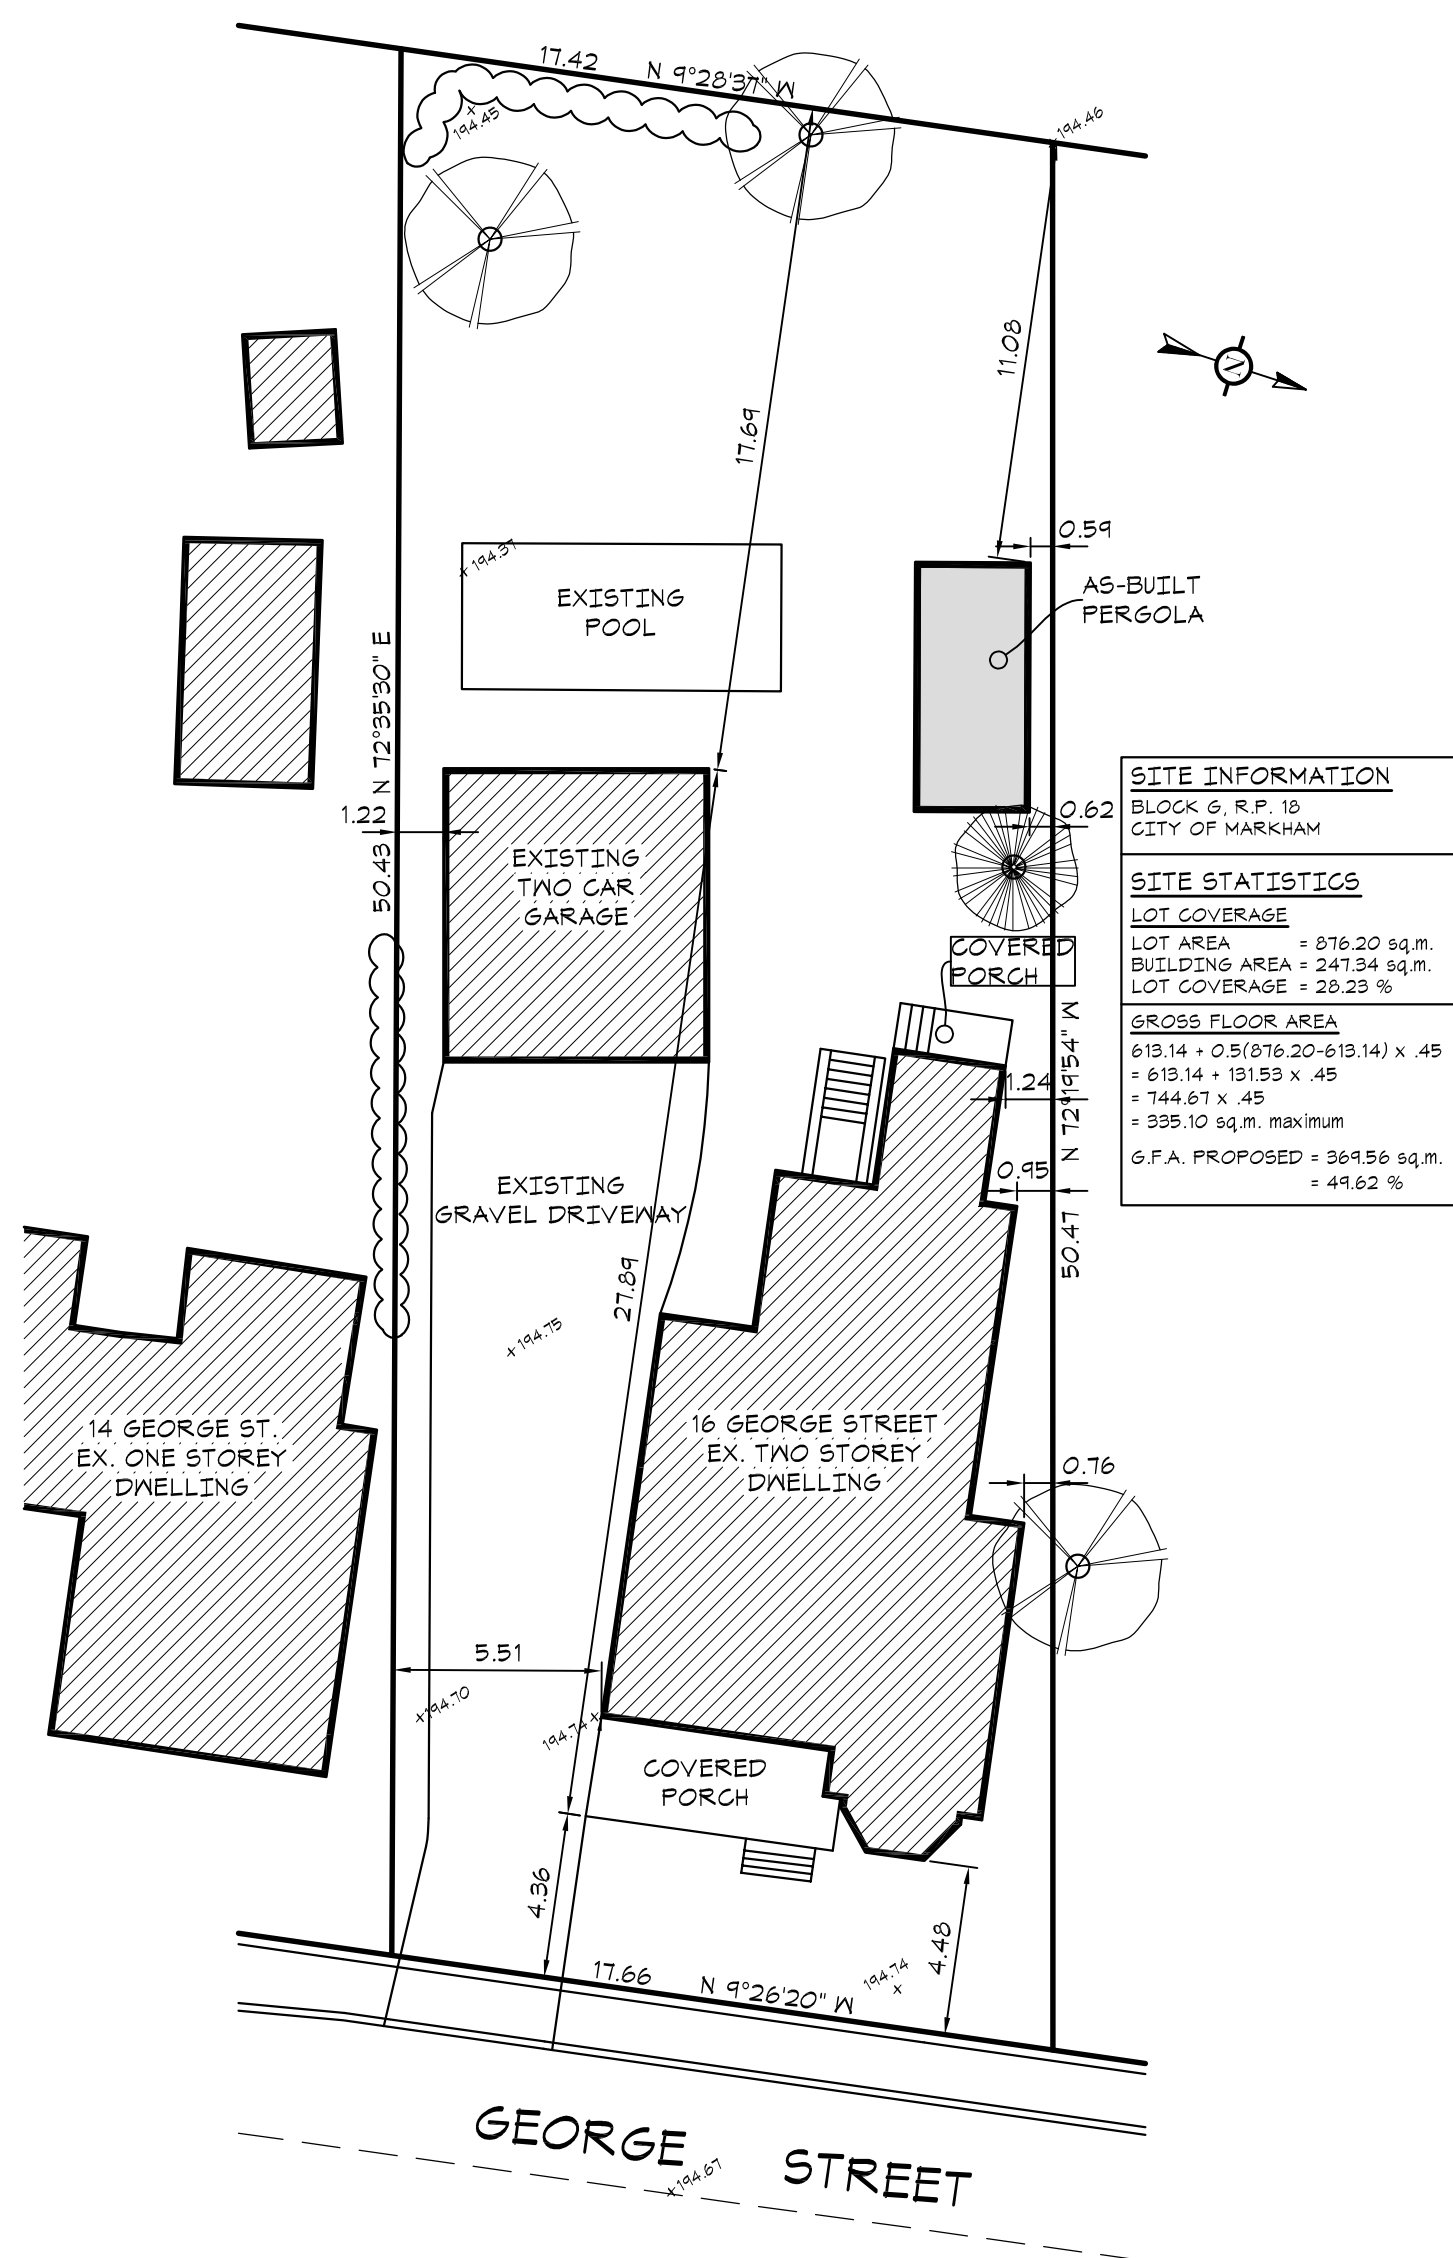 17.42
N 9°28'37" W
194.45
194.46
11.08
N
17.69
0.59
194.37
AS-BUILT
PERGOLA
EXISTING
POOL
N 72°35'30" E
50.43
1.22
0.62
EXISTING
TWO CAR
GARAGE
SITE INFORMATION
BLOCK G, R.P. 18
CITY OF MARKHAM
SITE STATISTICS
LOT COVERAGE
LOT AREA = 876.20 sq.m.
BUILDING AREA = 247.34 sq.m.
LOT COVERAGE = 28.23 %
GROSS FLOOR AREA
613.14 + 0.5(876.20-613.14) x .45
= 613.14 + 131.53 x .45
= 744.67 x .45
= 335.10 sq.m. maximum
G.F.A. PROPOSED = 369.56 sq.m.
= 49.62 %
COVERED
PORCH
1.24
N 72°19'54" W
50.47
0.95
EXISTING
GRAVEL DRIVEWAY
27.89
194.75
14 GEORGE ST.
EX. ONE STOREY
DWELLING
16 GEORGE STREET
EX. TWO STOREY
DWELLING
0.76
5.51
194.70
194.74
COVERED
PORCH
4.36
4.48
17.66
N 9°26'20" W
194.74
GEORGE STREET
194.67